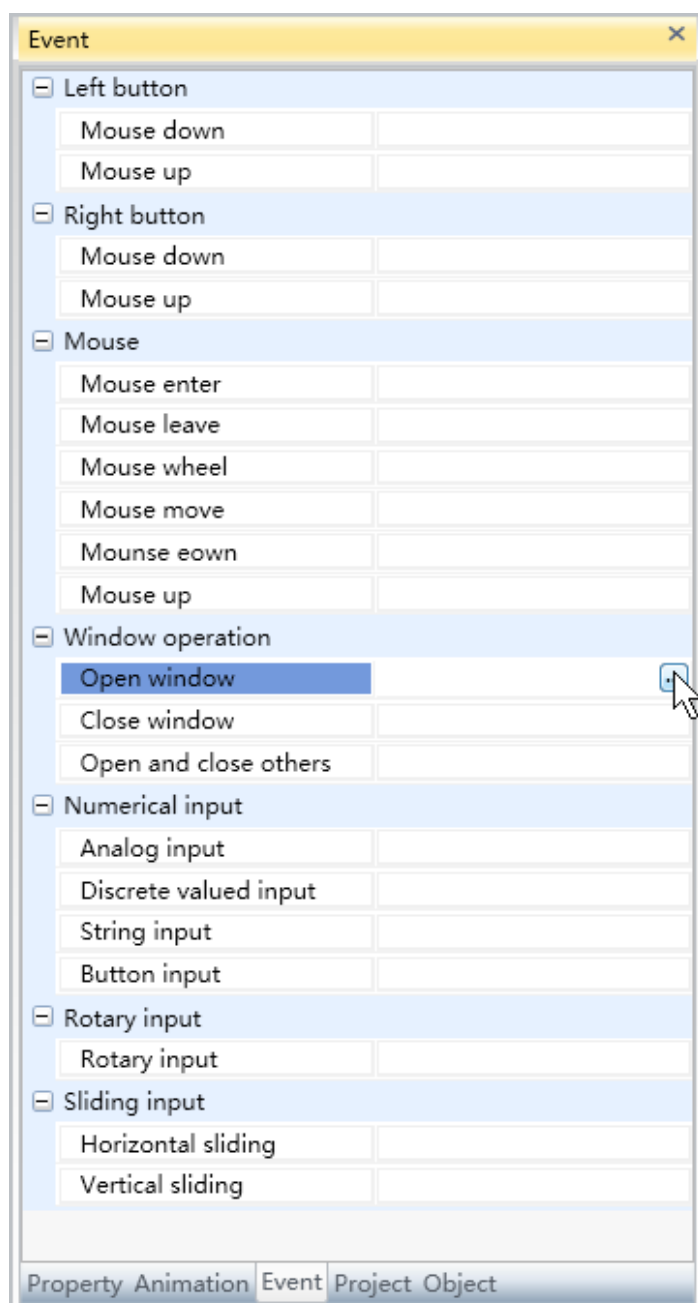 Event
Left button
Mouse down
Mouse up
Right button
Mouse down
Mouse up
Mouse
Mouse enter
Mouse leave
Mouse wheel
Mouse move
Mounse eown
Mouse up
Window operation
Open window
Close window
Open and close others
Numerical input
Analog input
Discrete valued input
String input
Button input
Rotary input
Rotary input
Sliding input
Horizontal sliding
Vertical sliding
Property Animation Event Project Object